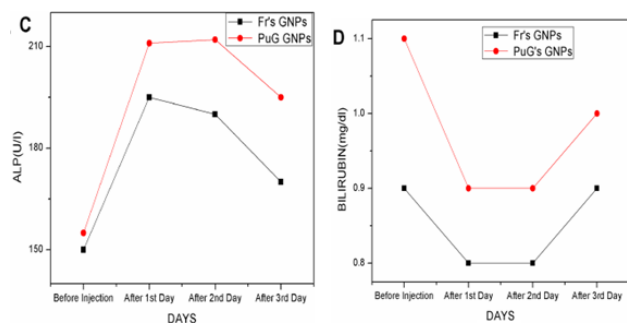 C
Fr's GNPs
PuG GNPs
210
180
150
ALP(U/l)
Before Injection After 1st Day After 2nd Day After 3rd Day
DAYS
D
Fr's GNPs
PuG's GNPs
1.1
1.0
0.9
0.8
BILIRUBIN(mg/dl)
Before Injection After 1st Day After 2nd Day After 3rd Day
DAYS